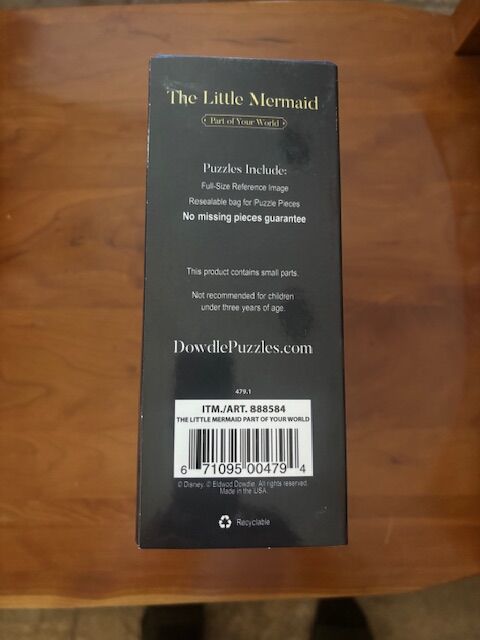 The Little Mermaid
Part of Your World
Puzzles Include:
Full-Size Reference Image
Resealable bag for Puzzle Pieces
No missing pieces guarantee
This product contains small parts.
Not recommended for children
under three years of age.
DowdlePuzzles.com
479.1
ITM./ART. 888584
THE LITTLE MERMAID PART OF YOUR WORLD
6 71095 00479 4
© Disney. © Eldwod Dowdle. All rights reserved.
Made in the USA.
Recyclable